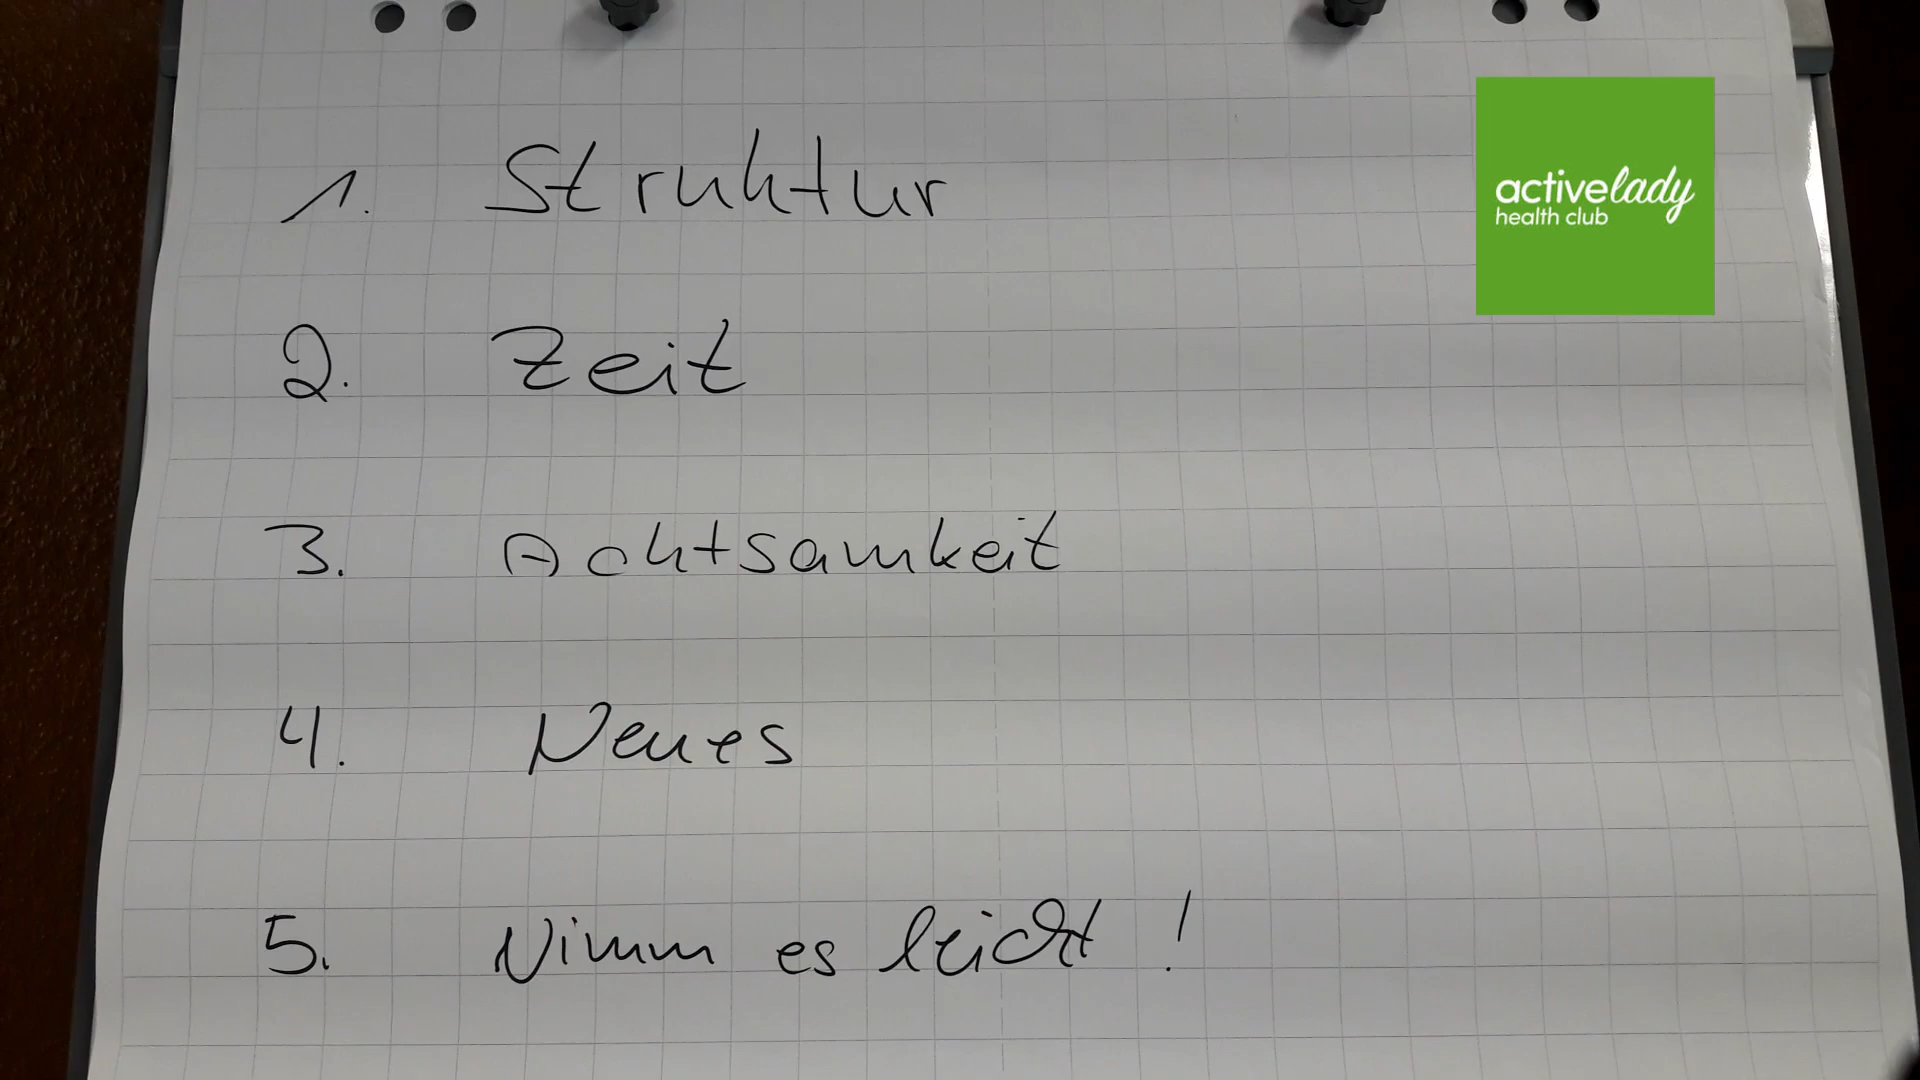 1. Struktur
activelady
health club
2. Zeit
3. Achtsamkeit
4. Neues
5. Nimm es leicht !